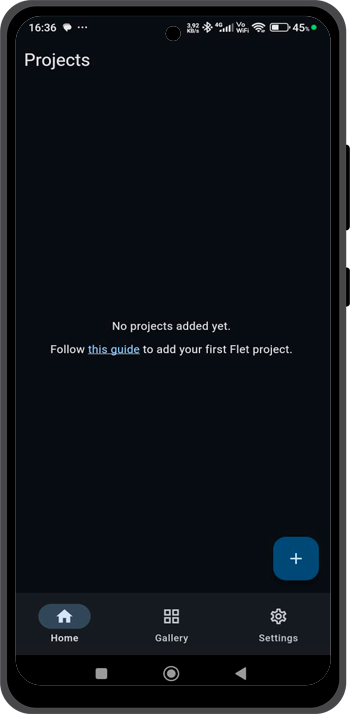 16:36 ... 3,92 KB/s 4G Vo WiFi 45%
Projects
No projects added yet.
Follow this guide to add your first Flet project.
Home Gallery Settings